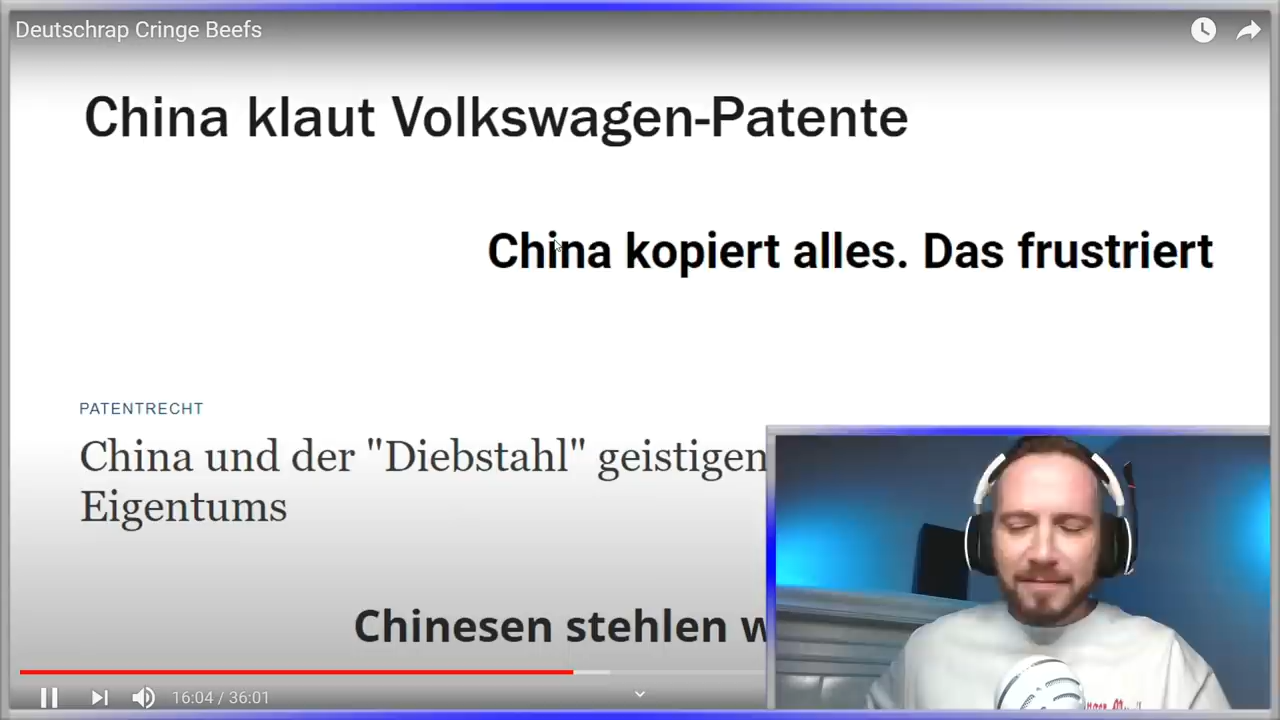 Deutschrap Cringe Beefs
China klaut Volkswagen-Patente
China kopiert alles. Das frustriert
PATENTRECHT
China und der "Diebstahl" geistigen
Eigentums
Chinesen stehlen
16:04 / 36:01